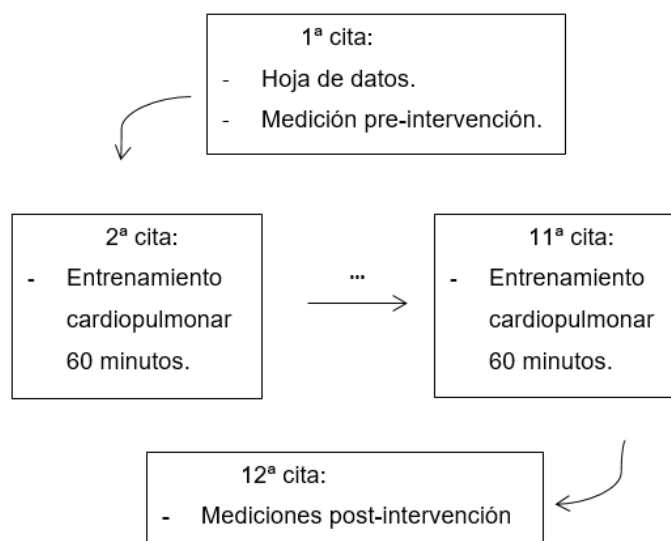 1ª cita:
- Hoja de datos.
- Medición pre-intervención.
2ª cita:
- Entrenamiento
cardiopulmonar
60 minutos.
...
11ª cita:
- Entrenamiento
cardiopulmonar
60 minutos.
12ª cita:
- Mediciones post-intervención